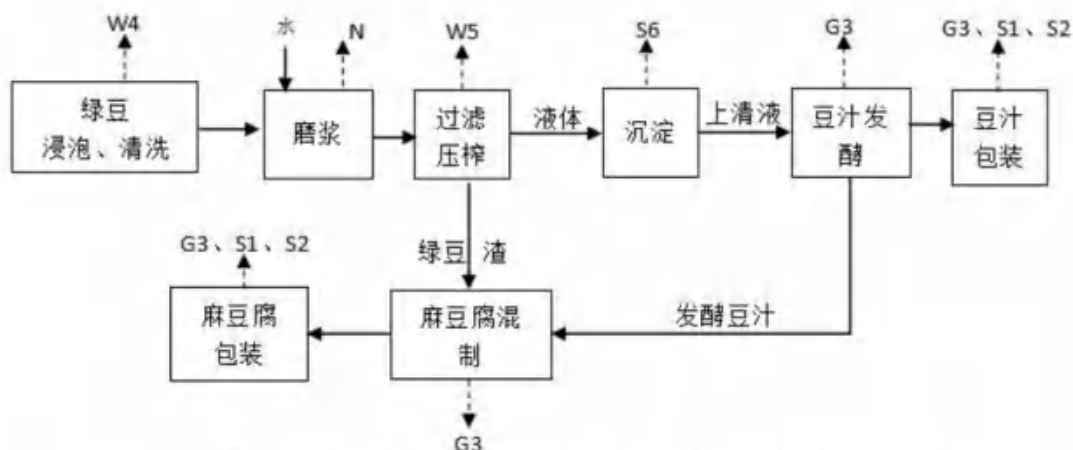 W4
水
N
W5
S6
G3
G3、S1、S2
绿豆
浸泡、清洗
磨浆
过滤
压榨
液体
沉淀
上清液
豆汁发
酵
豆汁
包装
G3、S1、S2
绿豆 渣
麻豆腐
包装
麻豆腐混
制
发酵豆汁
G3